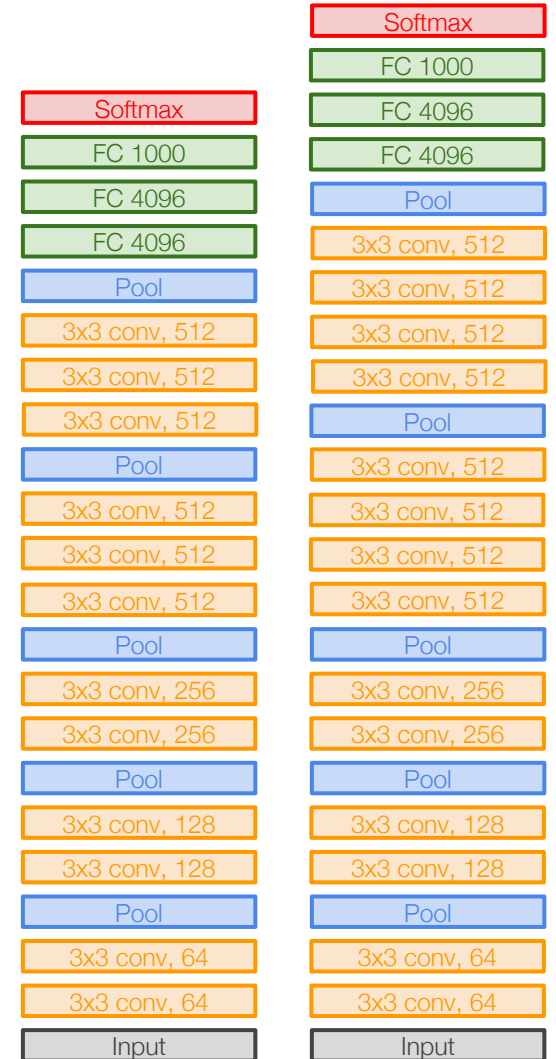 Softmax
FC 1000
FC 4096
FC 4096
Pool
3x3 conv, 512
3x3 conv, 512
3x3 conv, 512
Pool
3x3 conv, 512
3x3 conv, 512
3x3 conv, 512
Pool
3x3 conv, 256
3x3 conv, 256
Pool
3x3 conv, 128
3x3 conv, 128
Pool
3x3 conv, 64
3x3 conv, 64
Input
Softmax
FC 1000
FC 4096
FC 4096
Pool
3x3 conv, 512
3x3 conv, 512
3x3 conv, 512
3x3 conv, 512
Pool
3x3 conv, 512
3x3 conv, 512
3x3 conv, 512
3x3 conv, 512
Pool
3x3 conv, 256
3x3 conv, 256
Pool
3x3 conv, 128
3x3 conv, 128
Pool
3x3 conv, 64
3x3 conv, 64
Input